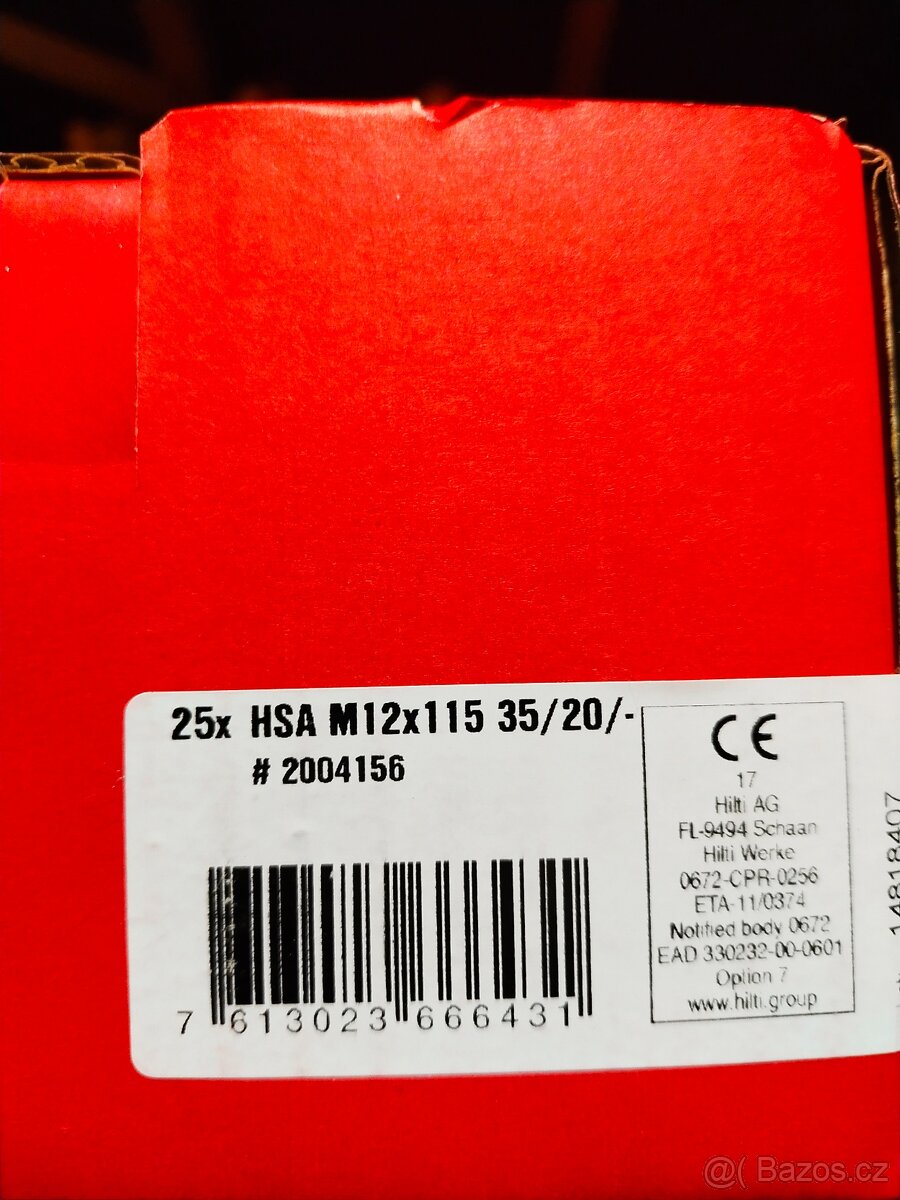 25x HSA M12x115 35/20/-
# 2004156
CE
17
Hilti AG
FL-9494 Schaan
Hilti Werke
0672-CPR-0256
ETA-11/0374
Notified body 0672
EAD 330232-00-0601
Option 7
www.hilti.group
14818407
7 613023 666431
@( Bazos.cz